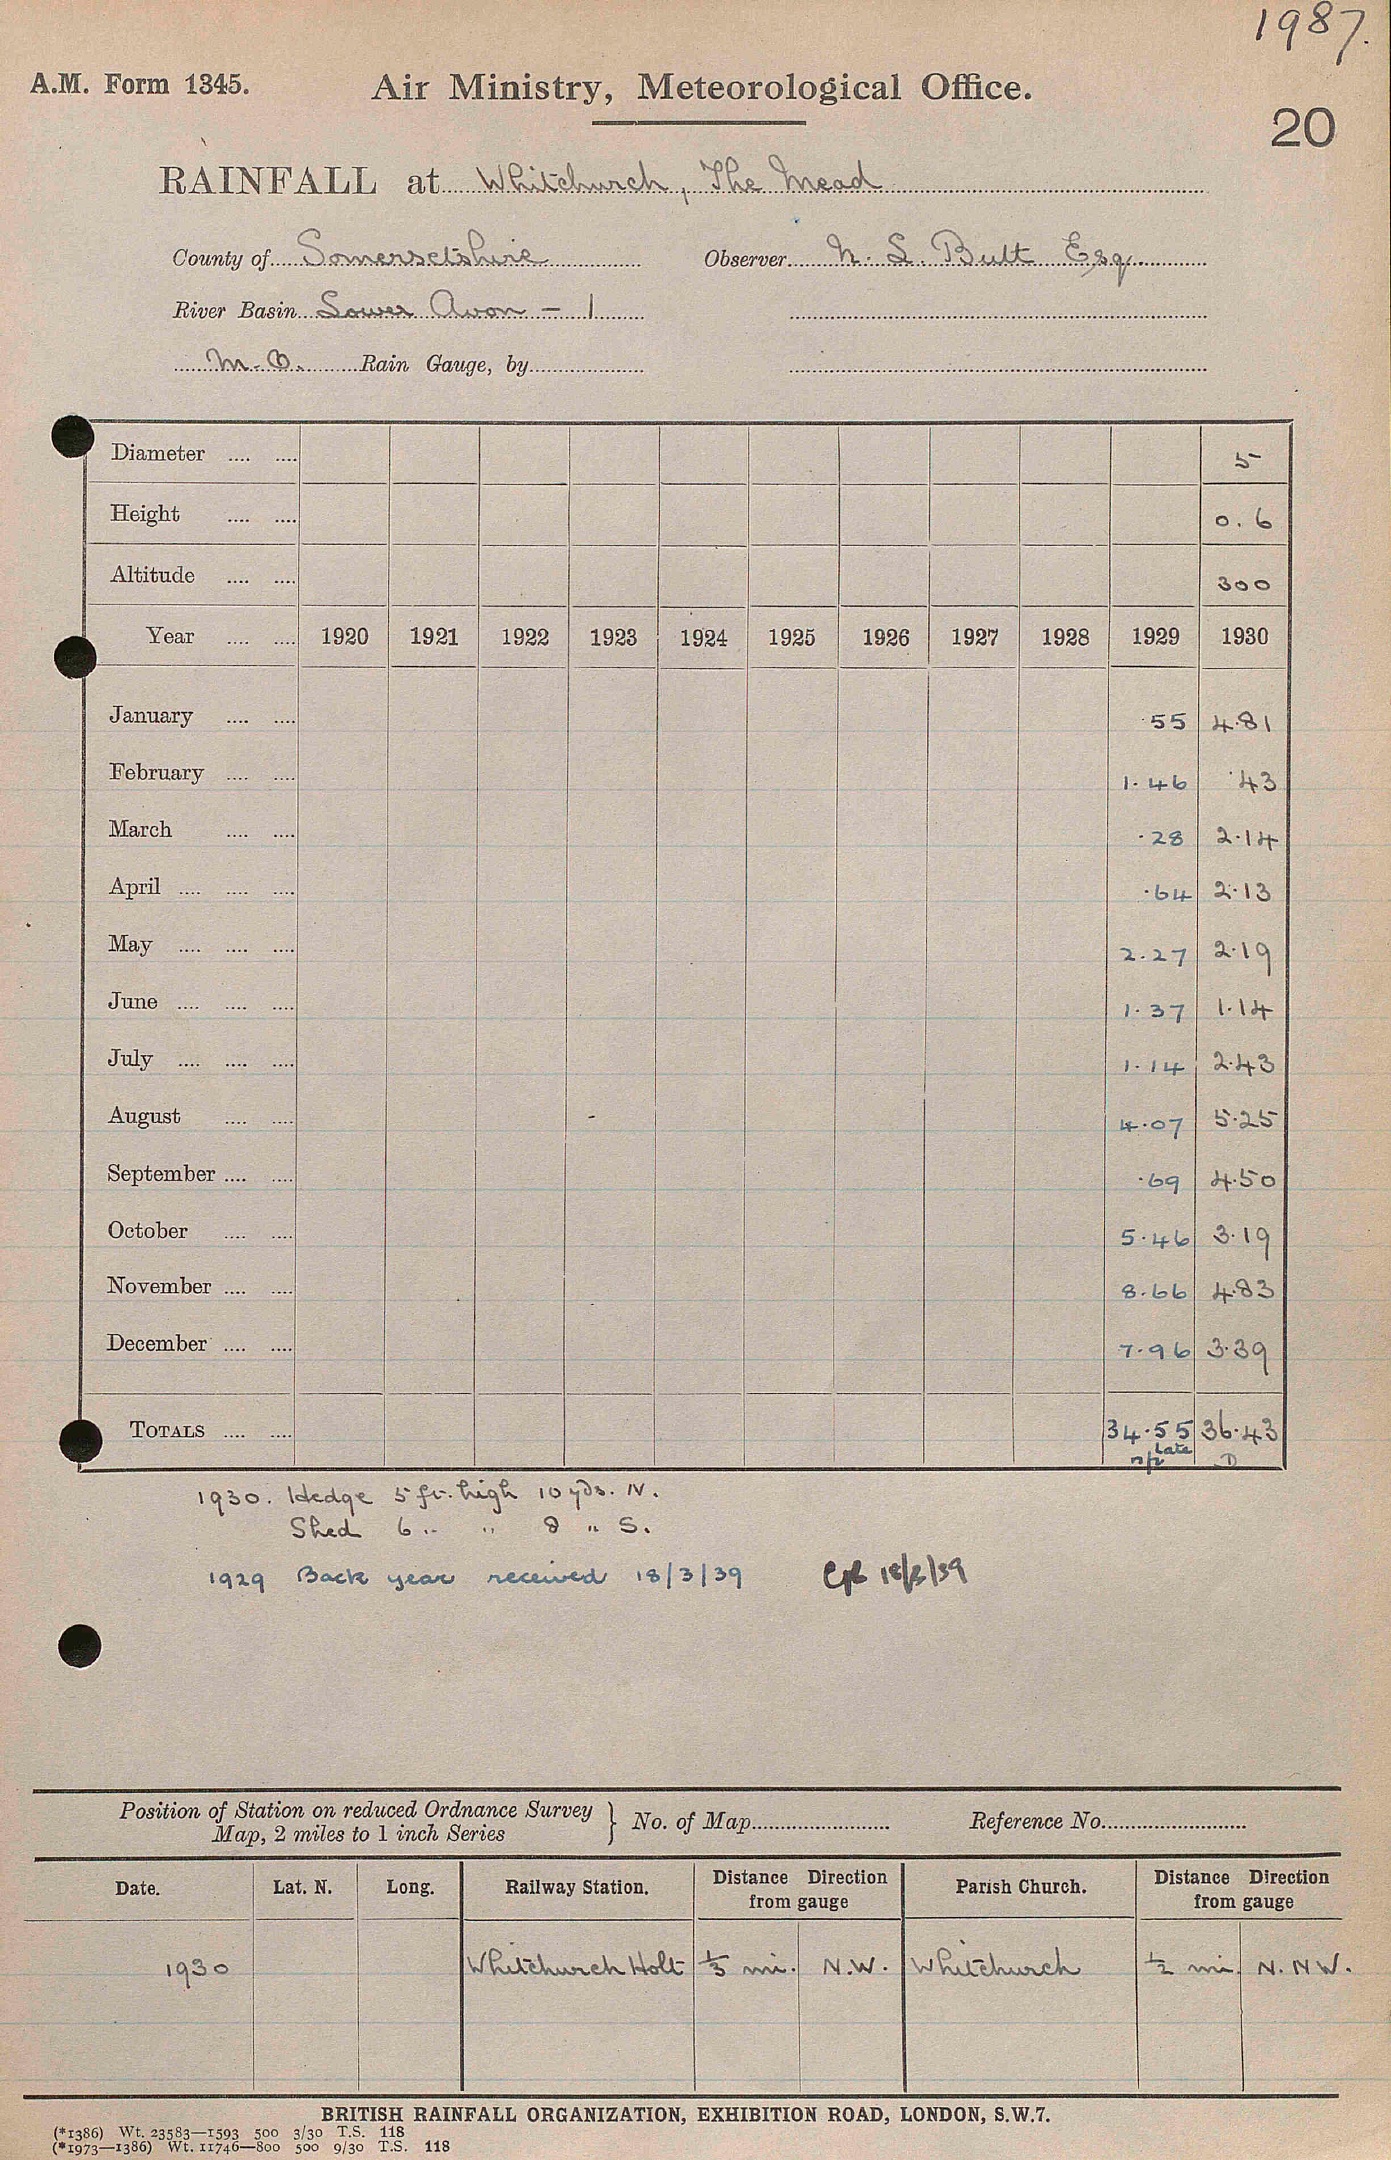 1987.
A.M. Form 1345. Air Ministry, Meteorological Office.
20
RAINFALL at Whitchurch, The Mead
County of Somersetshire Observer N. S. Butt Esq.
River Basin Lower Avon – 1
M.O. Rain Gauge, by
Diameter .... .... 5
Height .... .... 0.6
Altitude .... .... 300
Year .... .... 1920 1921 1922 1923 1924 1925 1926 1927 1928 1929 1930
January .... .... ·55 4·81
February .... .... 1·46 ·43
March .... .... ·28 2·14
April .... .... .... ·64 2·13
May .... .... .... 2·27 2·19
June .... .... .... 1·37 1·14
July .... .... .... 1·14 2·43
August .... .... 4·07 5·25
September .... .... ·69 4·50
October .... .... 5·46 3·19
November .... .... 8·66 4·83
December .... .... 7·96 3·39
TOTALS .... .... 34·55 36·43
late
n/p D
1930. Hedge 5 ft. high 10 yds. N.
Shed 6 " " 8 " S.
1929 Back year received 18/3/39 18/3/39
Position of Station on reduced Ordnance Survey
Map, 2 miles to 1 inch Series } No. of Map Reference No.
Date. Lat. N. Long. Railway Station. Distance Direction from gauge Parish Church. Distance Direction from gauge
1930 Whitchurch Holt 1/3 mi. N.W. Whitchurch 1/2 mi. N.N.W.
BRITISH RAINFALL ORGANIZATION, EXHIBITION ROAD, LONDON, S.W.7.
(*1386) Wt. 23583—1593 500 3/30 T.S. 118
(*1973—1386) Wt. 11746—800 500 9/30 T.S. 118